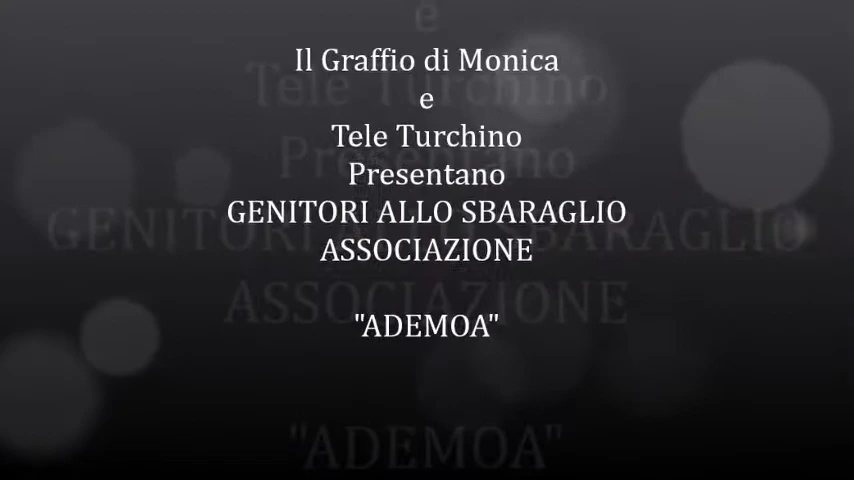 Il Graffio di Monica
e
Tele Turchino
Presentano
GENITORI ALLO SBARAGLIO
ASSOCIAZIONE
"ADEMOA"